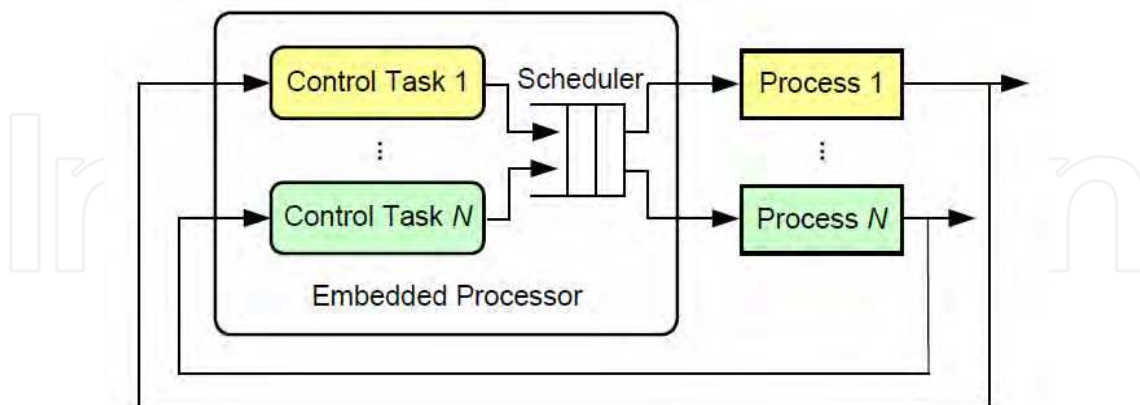 Control Task 1
Scheduler
Process 1
...
...
Control Task N
Process N
Embedded Processor